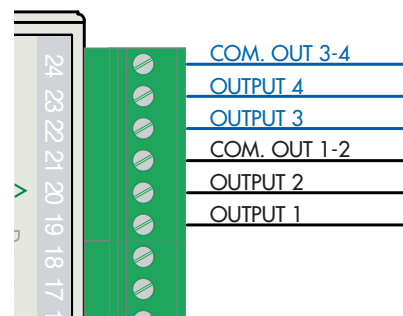 24 COM. OUT 3-4
23 OUTPUT 4
22 OUTPUT 3
21 COM. OUT 1-2
20 OUTPUT 2
19 OUTPUT 1
18
17